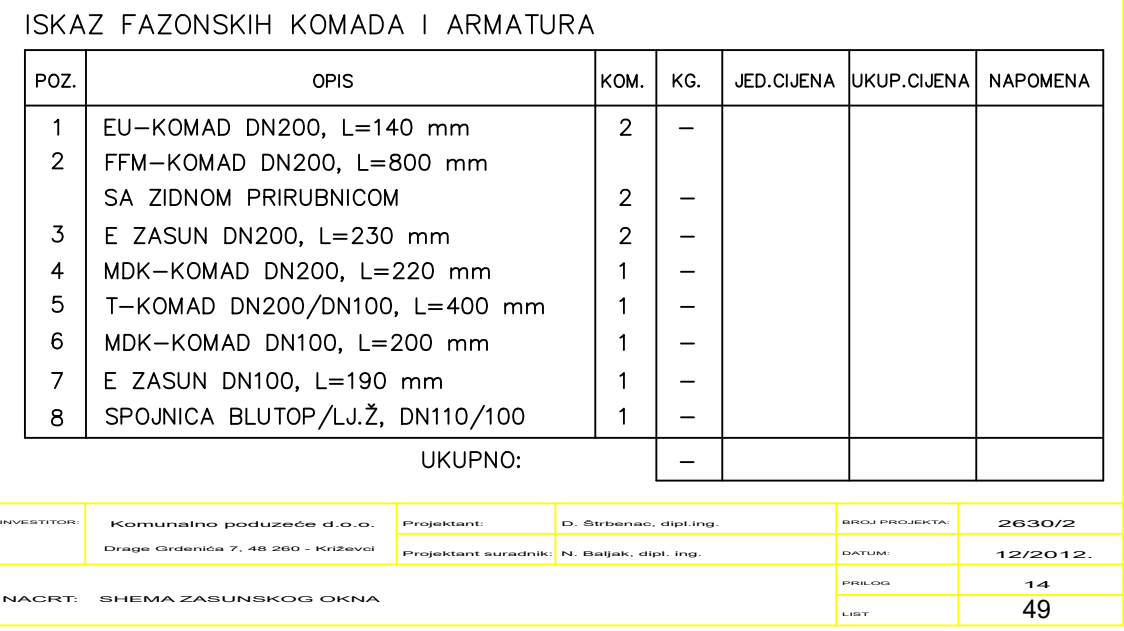 ISKAZ FAZONSKIH KOMADA I ARMATURA
POZ. OPIS KOM. KG. JED.CIJENA UKUP.CIJENA NAPOMENA
1 EU-KOMAD DN200, L=140 mm 2 -
2 FFM-KOMAD DN200, L=800 mm
SA ZIDNOM PRIRUBNICOM 2 -
3 E ZASUN DN200, L=230 mm 2 -
4 MDK-KOMAD DN200, L=220 mm 1 -
5 T-KOMAD DN200/DN100, L=400 mm 1 -
6 MDK-KOMAD DN100, L=200 mm 1 -
7 E ZASUN DN100, L=190 mm 1 -
8 SPOJNICA BLUTOP/LJ.Ž, DN110/100 1 -
UKUPNO: -
INVESTITOR: Komunalno poduzeće d.o.o. Projektant: D. Štrbenac, dipl.ing. BROJ PROJEKTA: 2630/2
Drage Grdenića 7, 48 260 - Križevci Projektant suradnik: N. Baljak, dipl. ing. DATUM: 12/2012.
NACRT: SHEMA ZASUNSKOG OKNA PRILOG 14
LIST 49